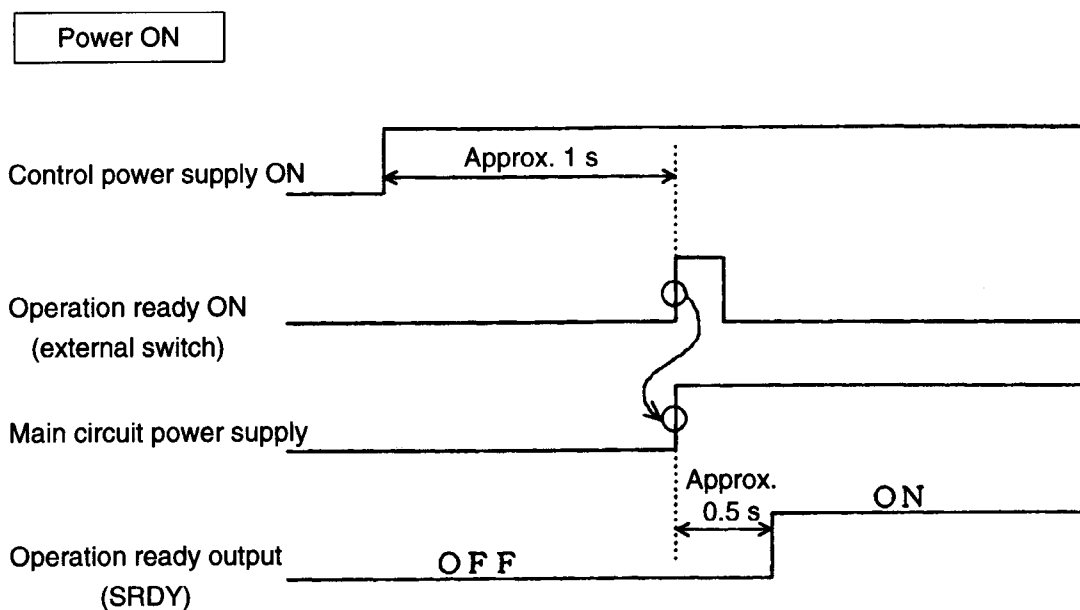 Power ON
Control power supply ON
Approx. 1 s
Operation ready ON
(external switch)
Main circuit power supply
Approx.
0.5 s
ON
Operation ready output
(SRDY)
OFF